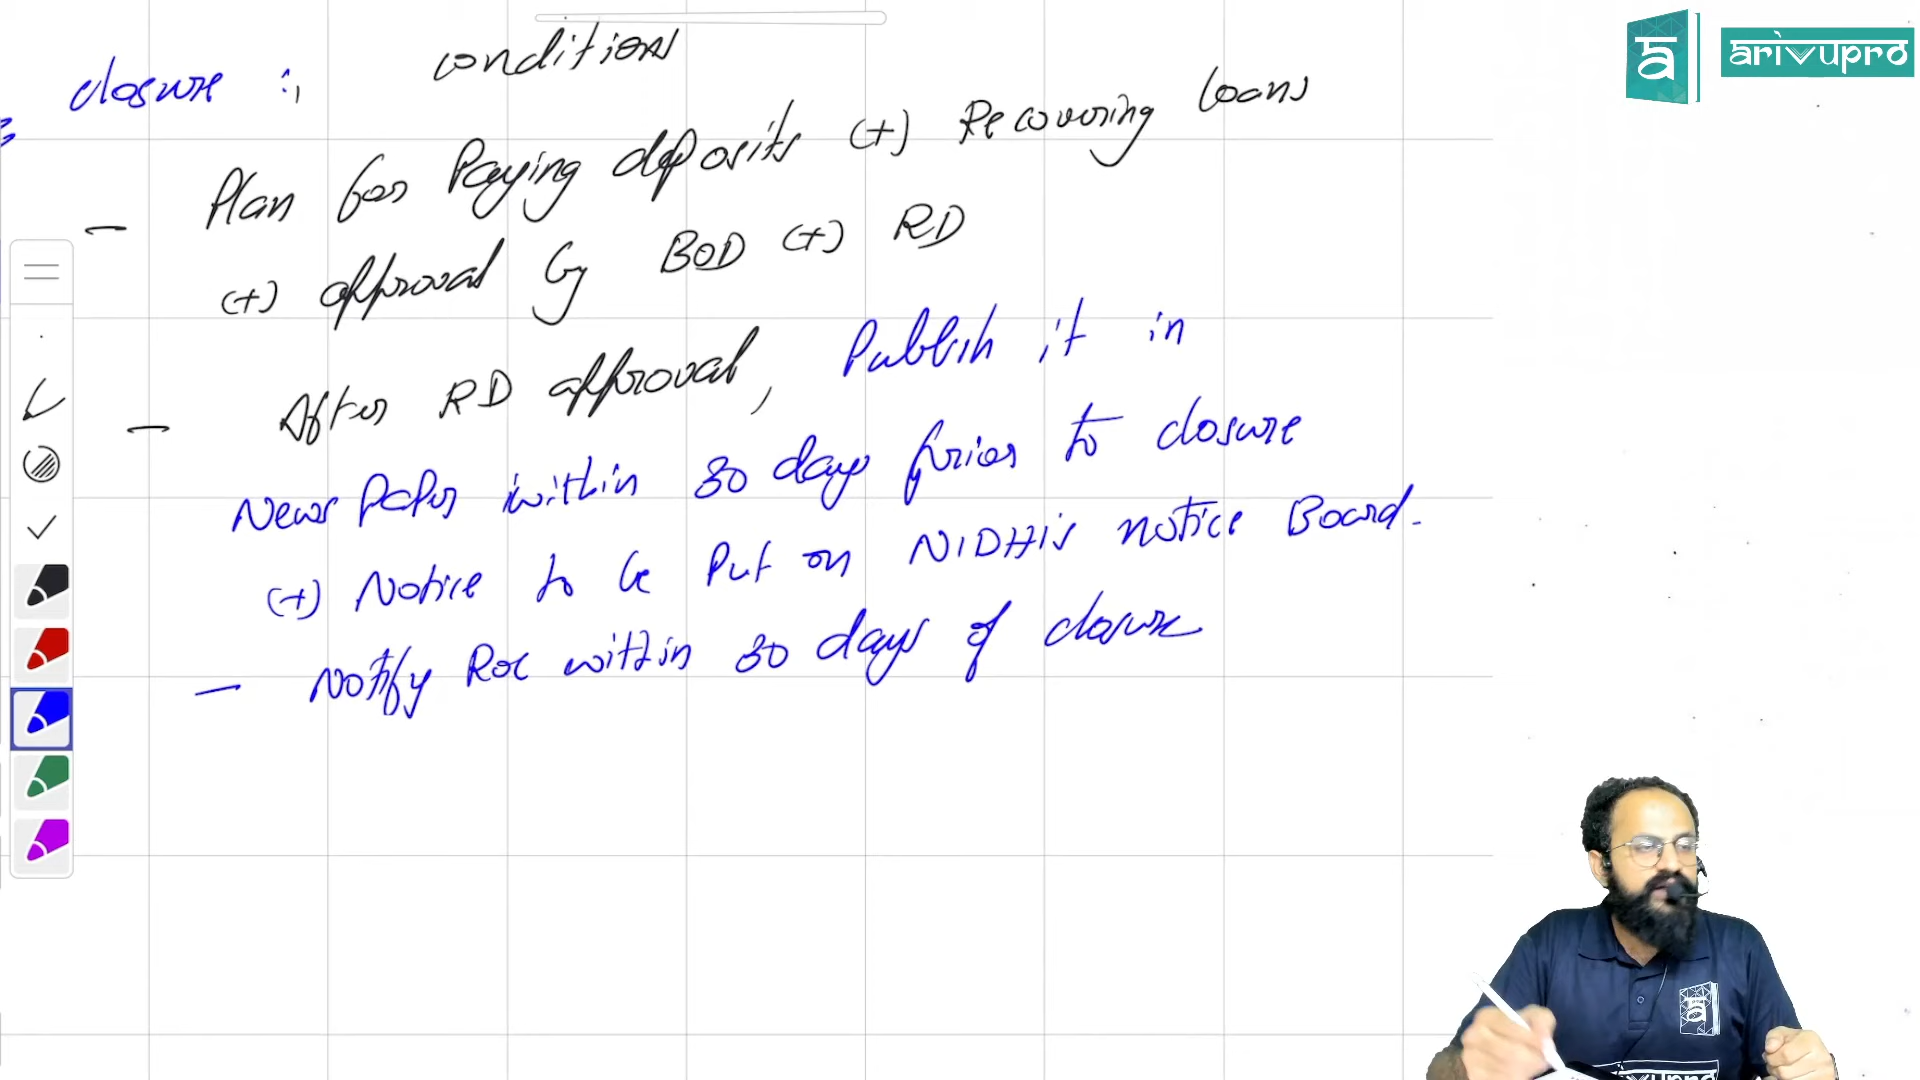 closure :, conditions
- Plan for Paying deposits (+) Recovering loans
(+) approval by BOD (+) RD
- After RD approval, Publish it in
News Paper within 30 days prior to closure
(+) Notice to be Put on NIDHI's notice Board.
- Notify ROC within 30 days of closure
ā arivupro
ā
arivupro